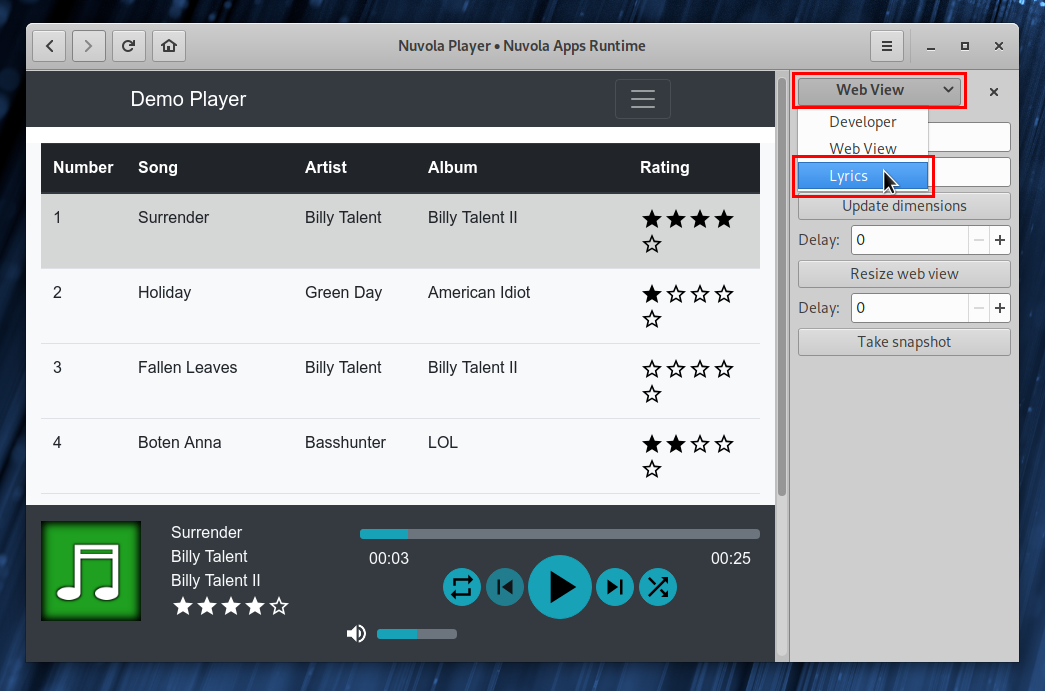 Nuvola Player • Nuvola Apps Runtime
Demo Player
Number Song Artist Album Rating
1 Surrender Billy Talent Billy Talent II
2 Holiday Green Day American Idiot
3 Fallen Leaves Billy Talent Billy Talent II
4 Boten Anna Basshunter LOL
Surrender
Billy Talent
Billy Talent II
00:03 00:25
Web View
Developer
Web View
Lyrics
Update dimensions
Delay: 0
Resize web view
Delay: 0
Take snapshot